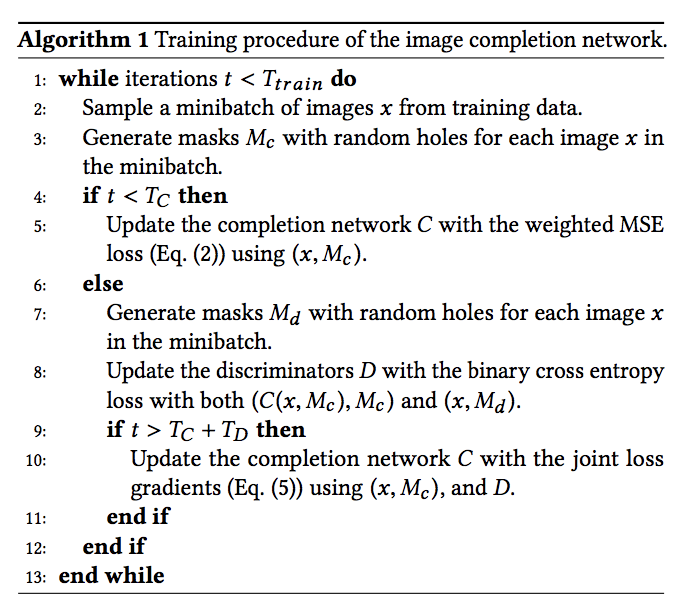 Algorithm 1 Training procedure of the image completion network.
1: while iterations t < T_train do
2: Sample a minibatch of images x from training data.
3: Generate masks M_c with random holes for each image x in
the minibatch.
4: if t < T_C then
5: Update the completion network C with the weighted MSE
loss (Eq. (2)) using (x, M_c).
6: else
7: Generate masks M_d with random holes for each image x
in the minibatch.
8: Update the discriminators D with the binary cross entropy
loss with both (C(x, M_c), M_c) and (x, M_d).
9: if t > T_C + T_D then
10: Update the completion network C with the joint loss
gradients (Eq. (5)) using (x, M_c), and D.
11: end if
12: end if
13: end while